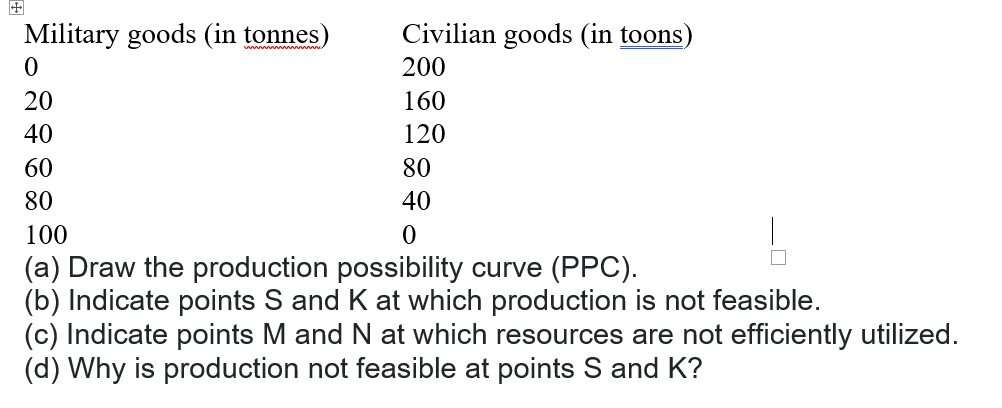 Military goods (in tonnes) Civilian goods (in toons)
0 200
20 160
40 120
60 80
80 40
100 0
(a) Draw the production possibility curve (PPC).
(b) Indicate points S and K at which production is not feasible.
(c) Indicate points M and N at which resources are not efficiently utilized.
(d) Why is production not feasible at points S and K?